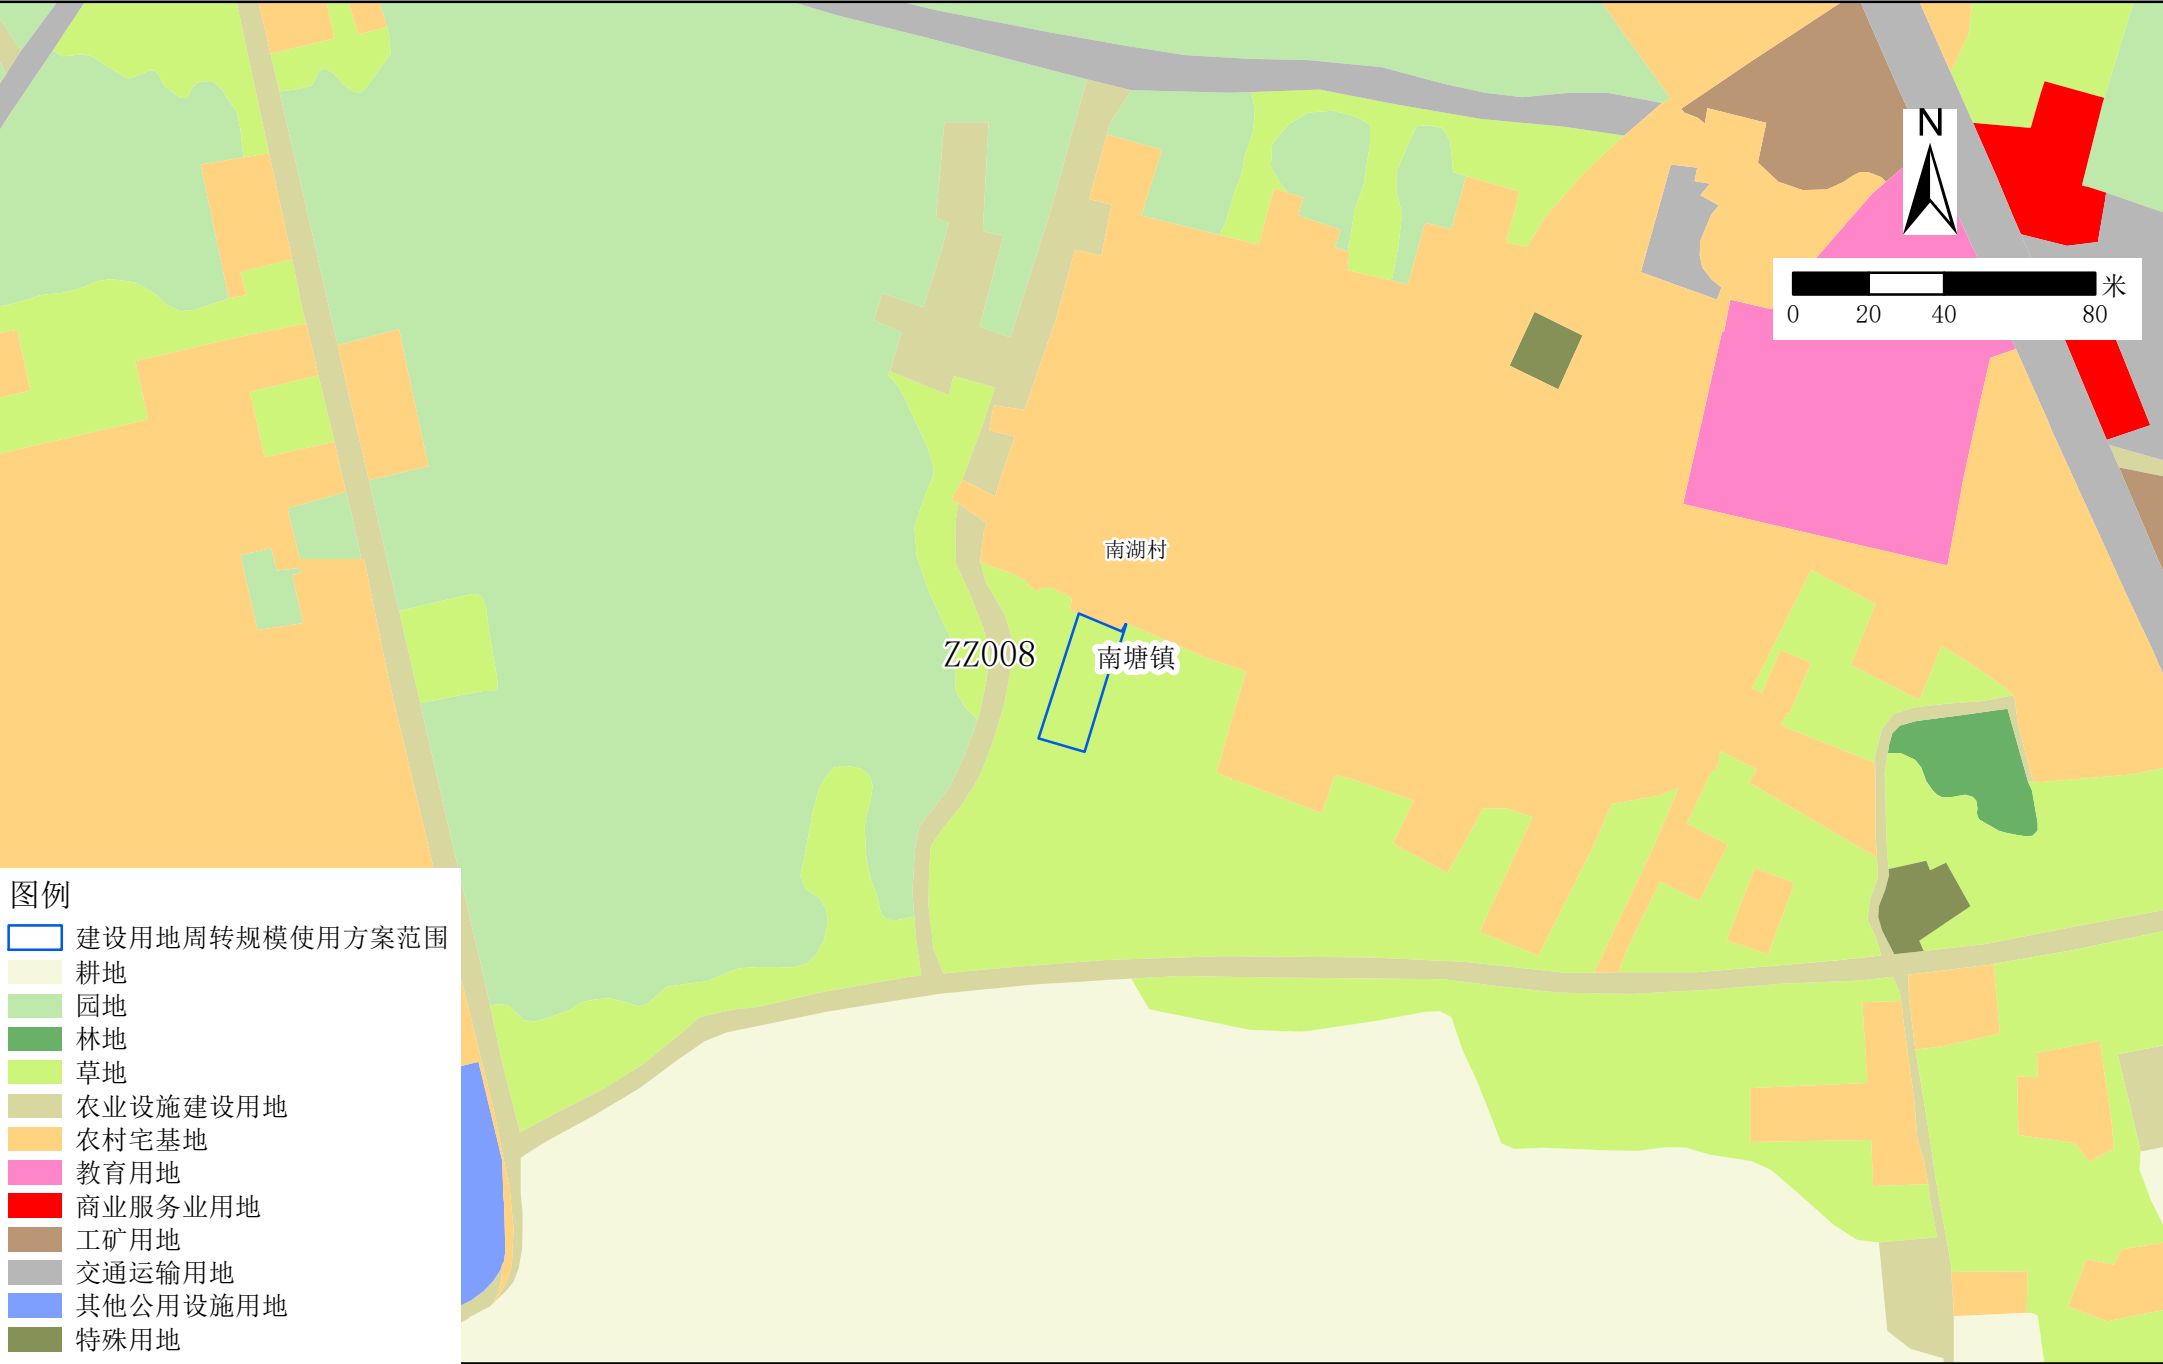 N
米
0 20 40 80
南湖村
ZZ008
南塘镇
图例
建设用地周转规模使用方案范围
耕地
园地
林地
草地
农业设施建设用地
农村宅基地
教育用地
商业服务业用地
工矿用地
交通运输用地
其他公用设施用地
特殊用地